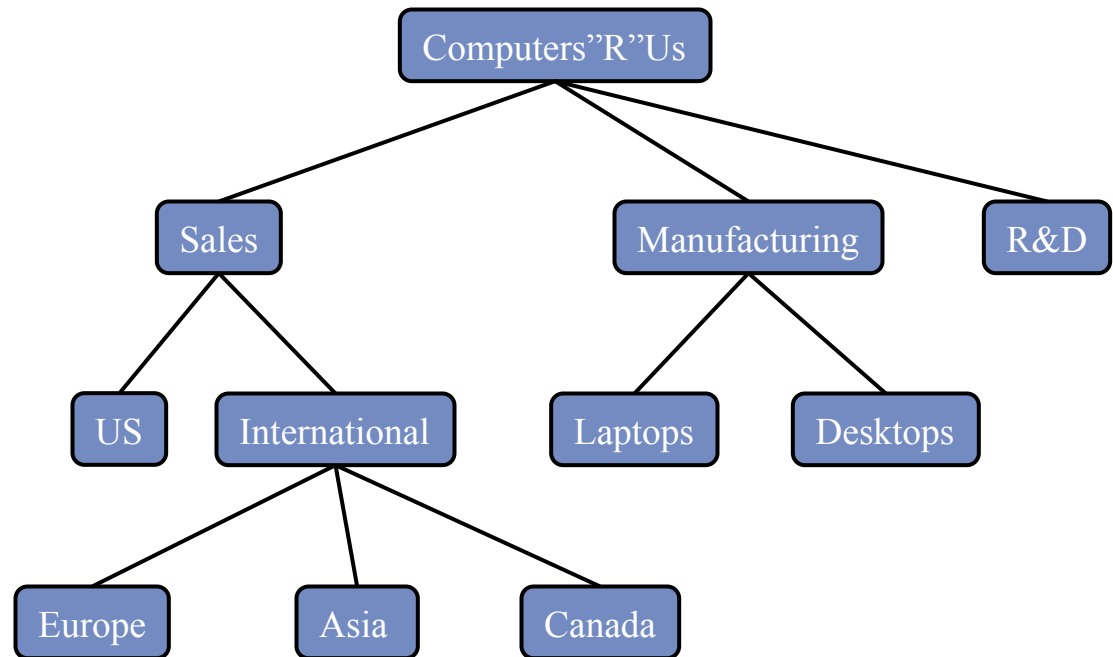 Computers”R”Us
Sales
Manufacturing
R&D
US
International
Laptops
Desktops
Europe
Asia
Canada